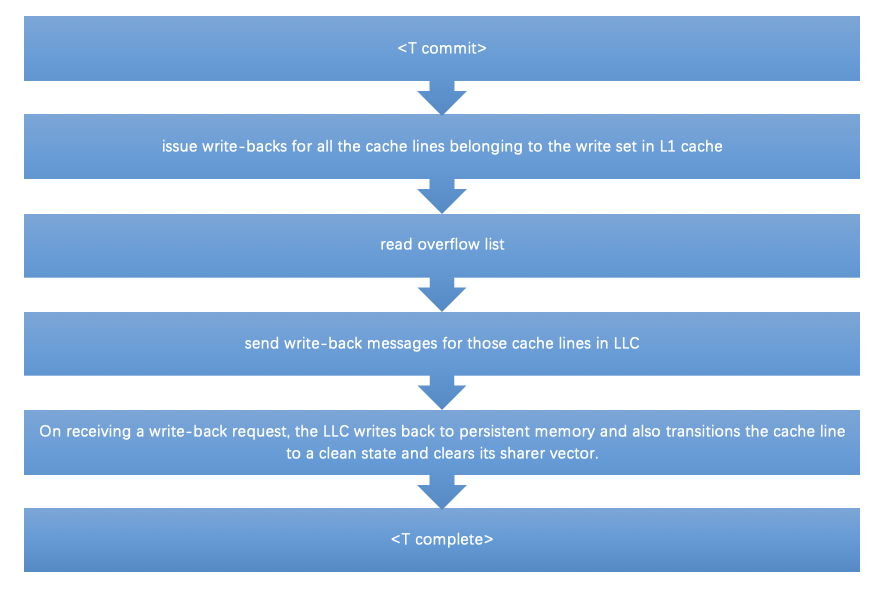 <T commit>
issue write-backs for all the cache lines belonging to the write set in L1 cache
read overflow list
send write-back messages for those cache lines in LLC
On receiving a write-back request, the LLC writes back to persistent memory and also transitions the cache line
to a clean state and clears its sharer vector.
<T complete>